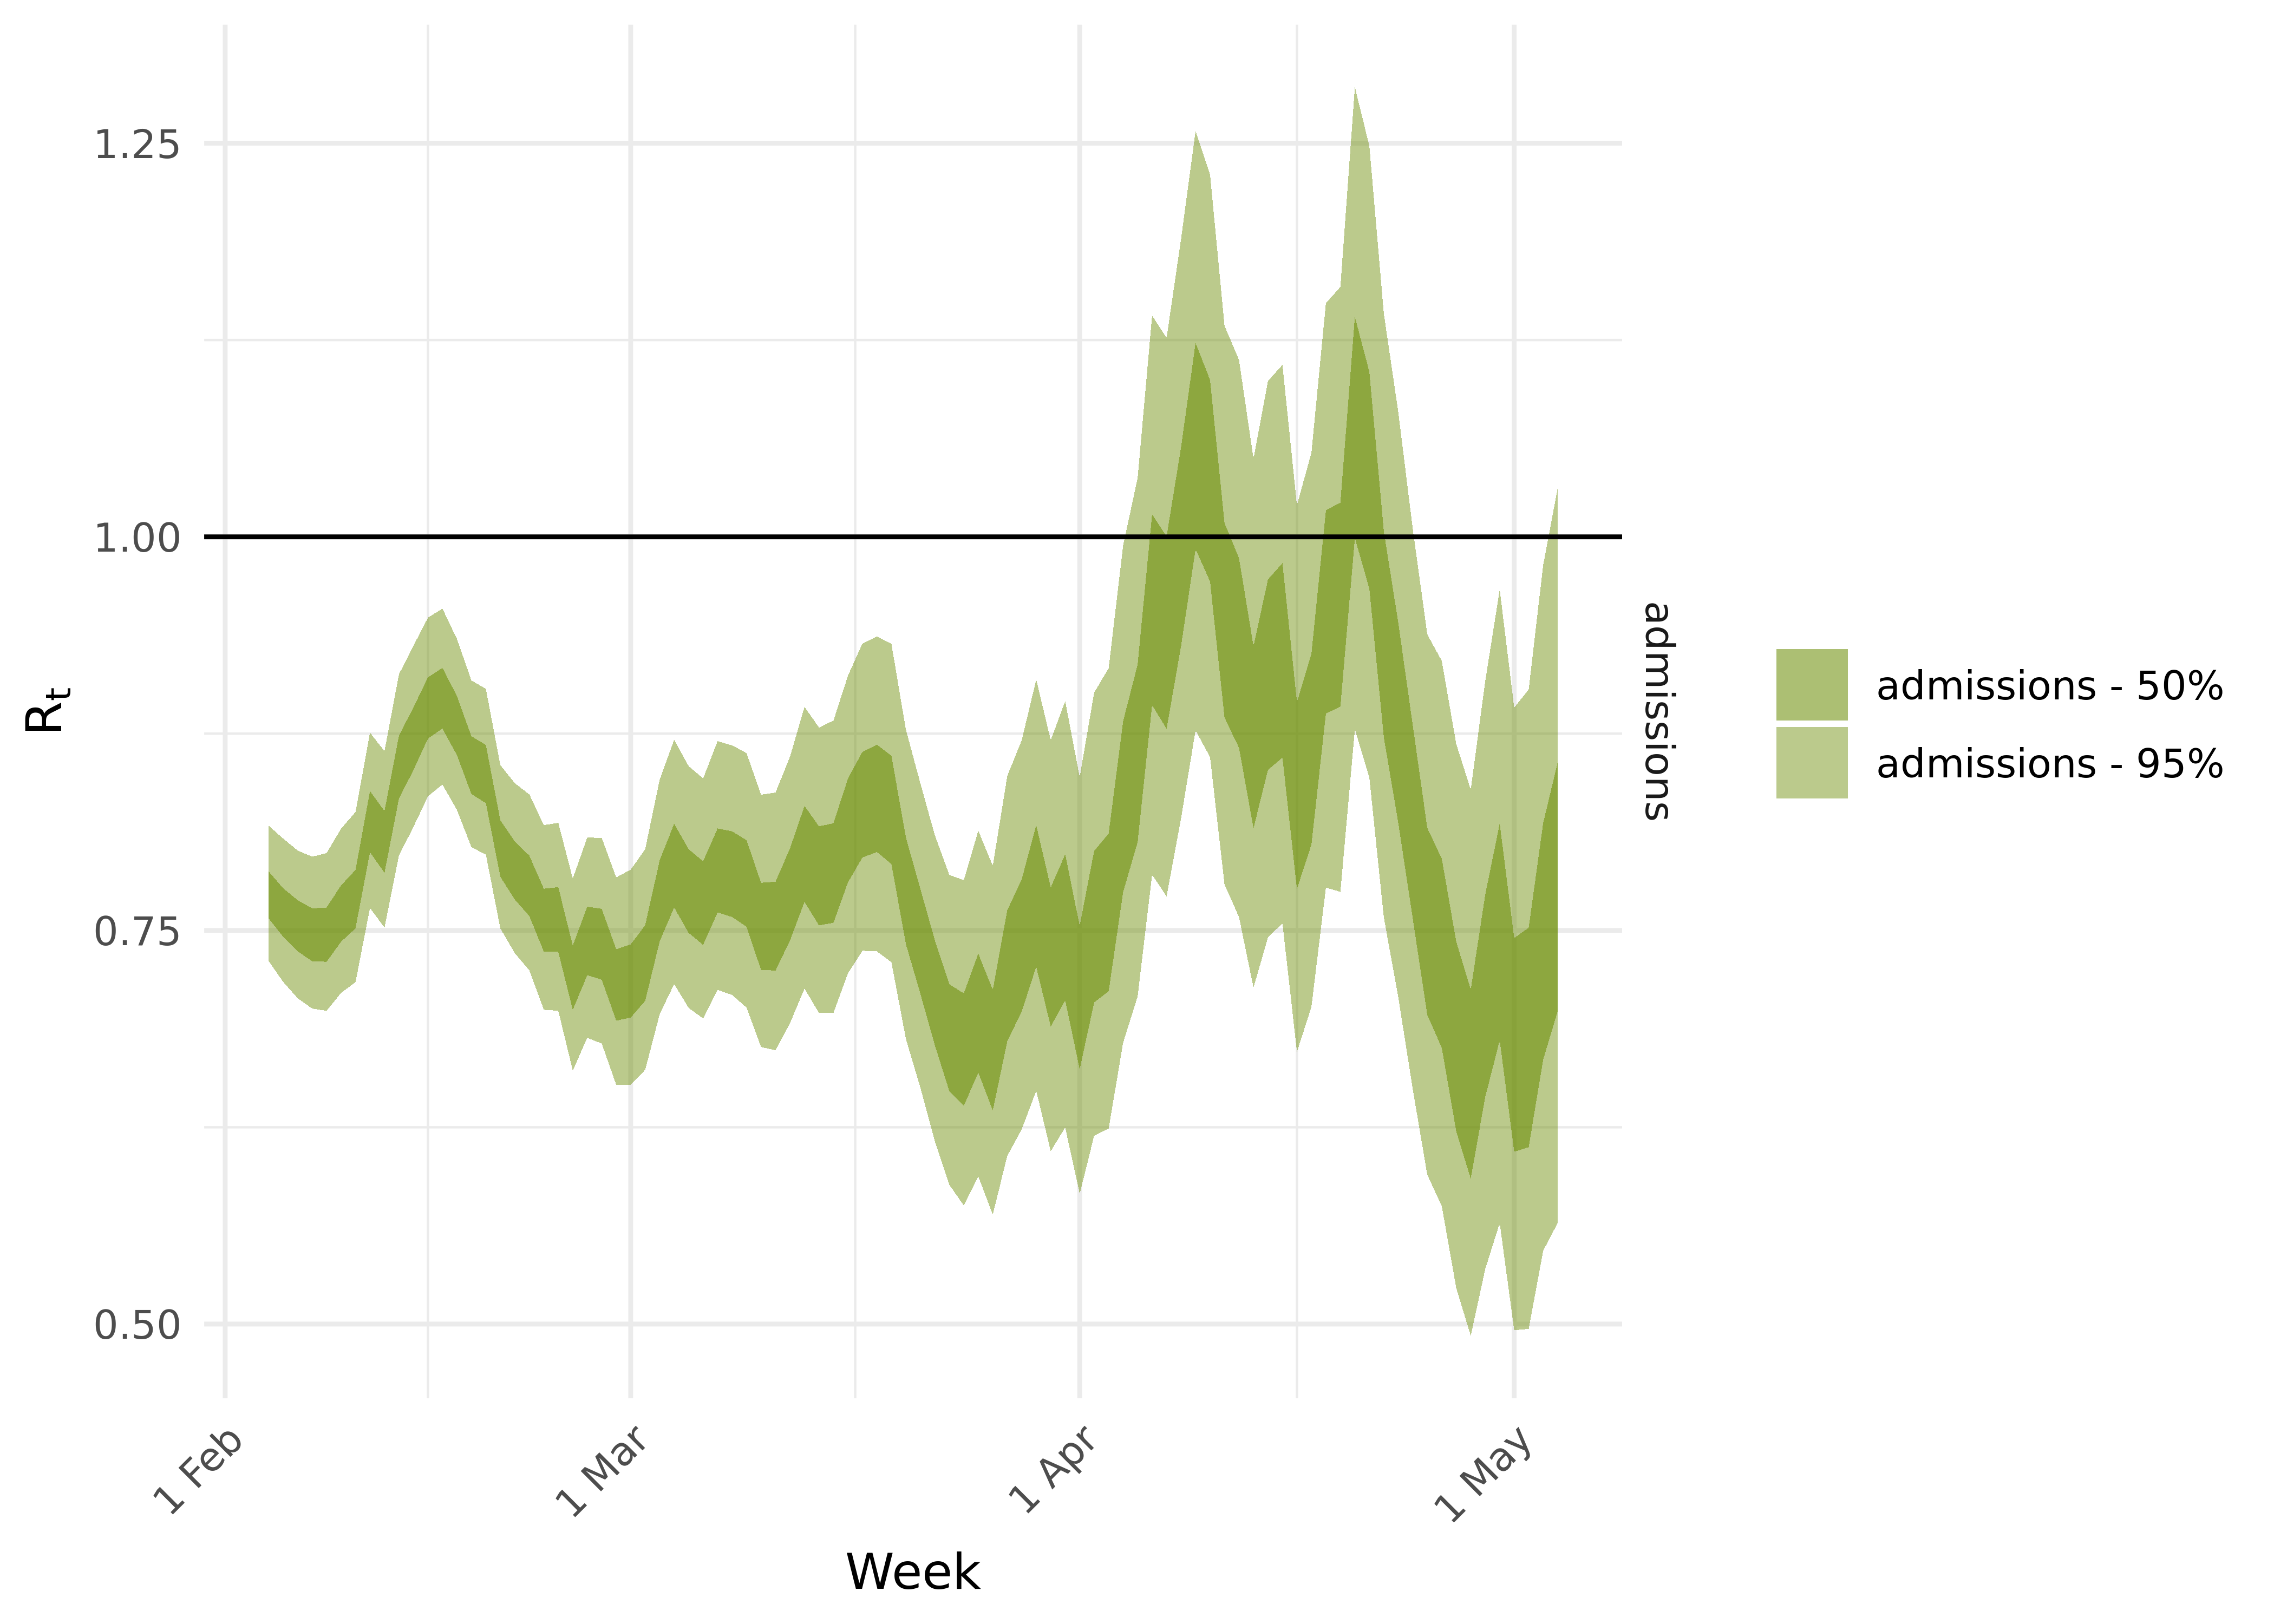 1.25
1.00
0.75
0.50
Rt
1 Feb
1 Mar
1 Apr
1 May
Week
admissions
admissions - 50%
admissions - 95%